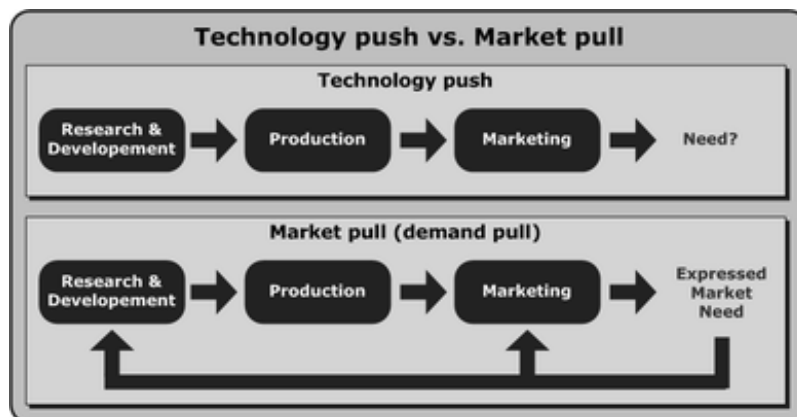 Technology push vs. Market pull
Technology push
Research &
Developement
Production
Marketing
Need?
Market pull (demand pull)
Research &
Developement
Production
Marketing
Expressed
Market
Need